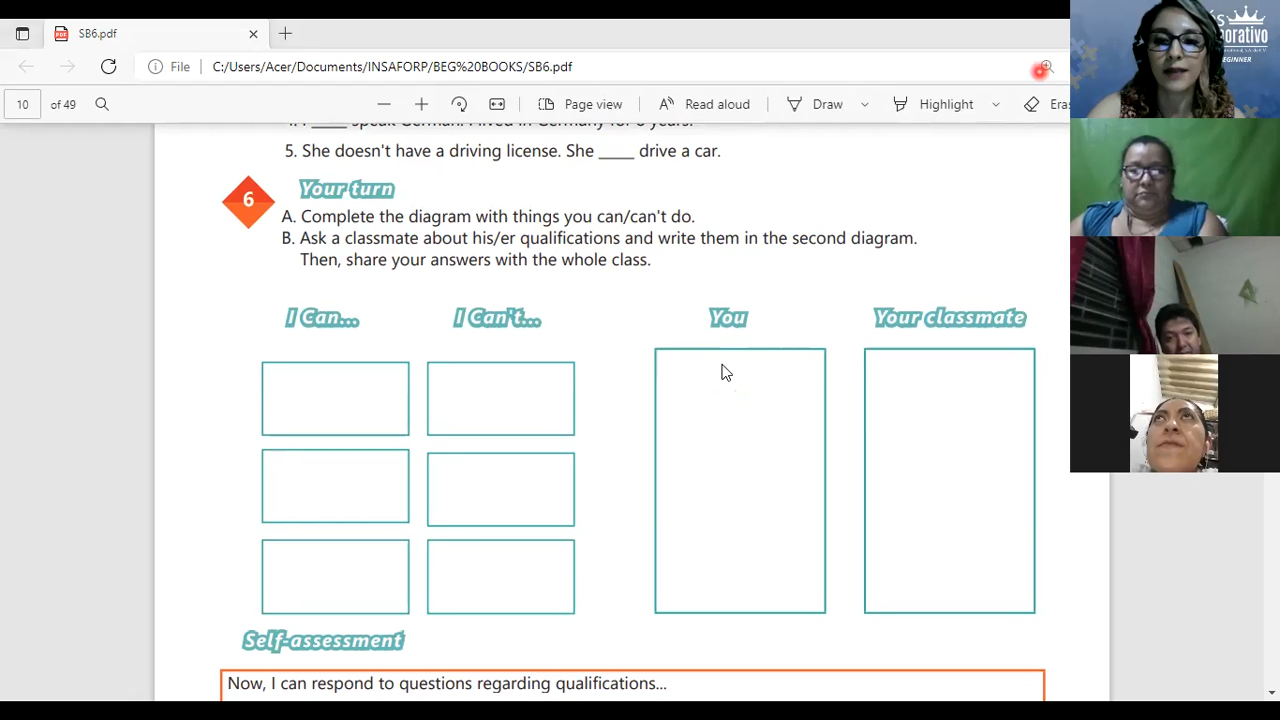 SB6.pdf
File
C:/Users/Acer/Documents/INSAFORP/BEG%20BOOKS/SB6.pdf
10 of 49
Page view
Read aloud
Draw
Highlight
5. She doesn't have a driving license. She ____ drive a car.
6
Your turn
A. Complete the diagram with things you can/can't do.
B. Ask a classmate about his/er qualifications and write them in the second diagram.
Then, share your answers with the whole class.
I Can... I Can't... You Your classmate
Self-assessment
Now, I can respond to questions regarding qualifications...